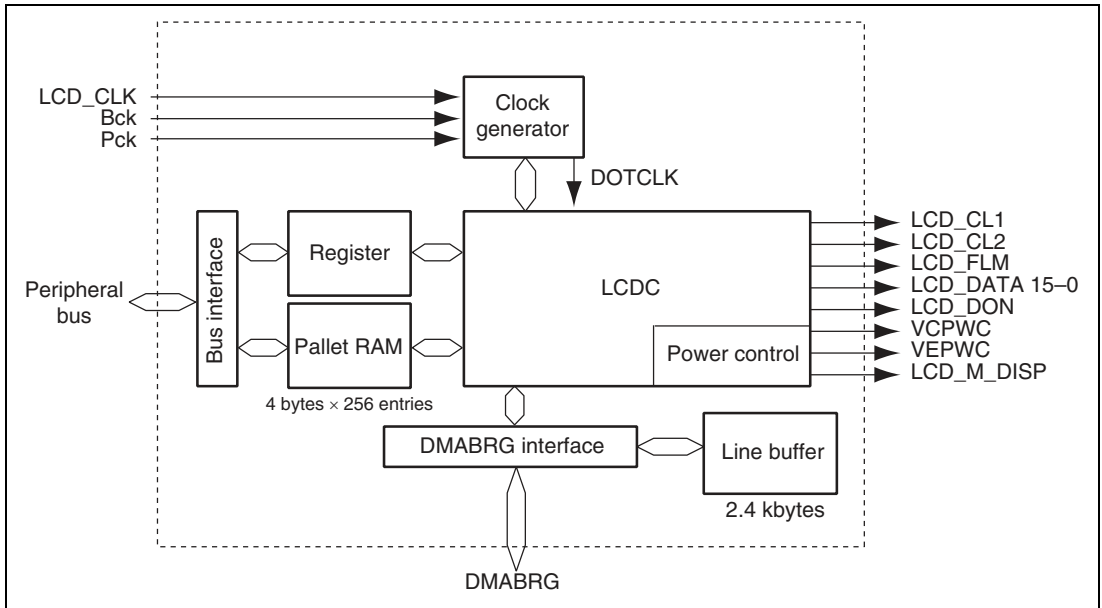 LCD_CLK
Bck
Pck
Clock
generator
DOTCLK
Peripheral
bus
Bus interface
Register
Pallet RAM
4 bytes × 256 entries
LCDC
Power control
LCD_CL1
LCD_CL2
LCD_FLM
LCD_DATA 15–0
LCD_DON
VCPWC
VEPWC
LCD_M_DISP
DMABRG interface
Line buffer
2.4 kbytes
DMABRG